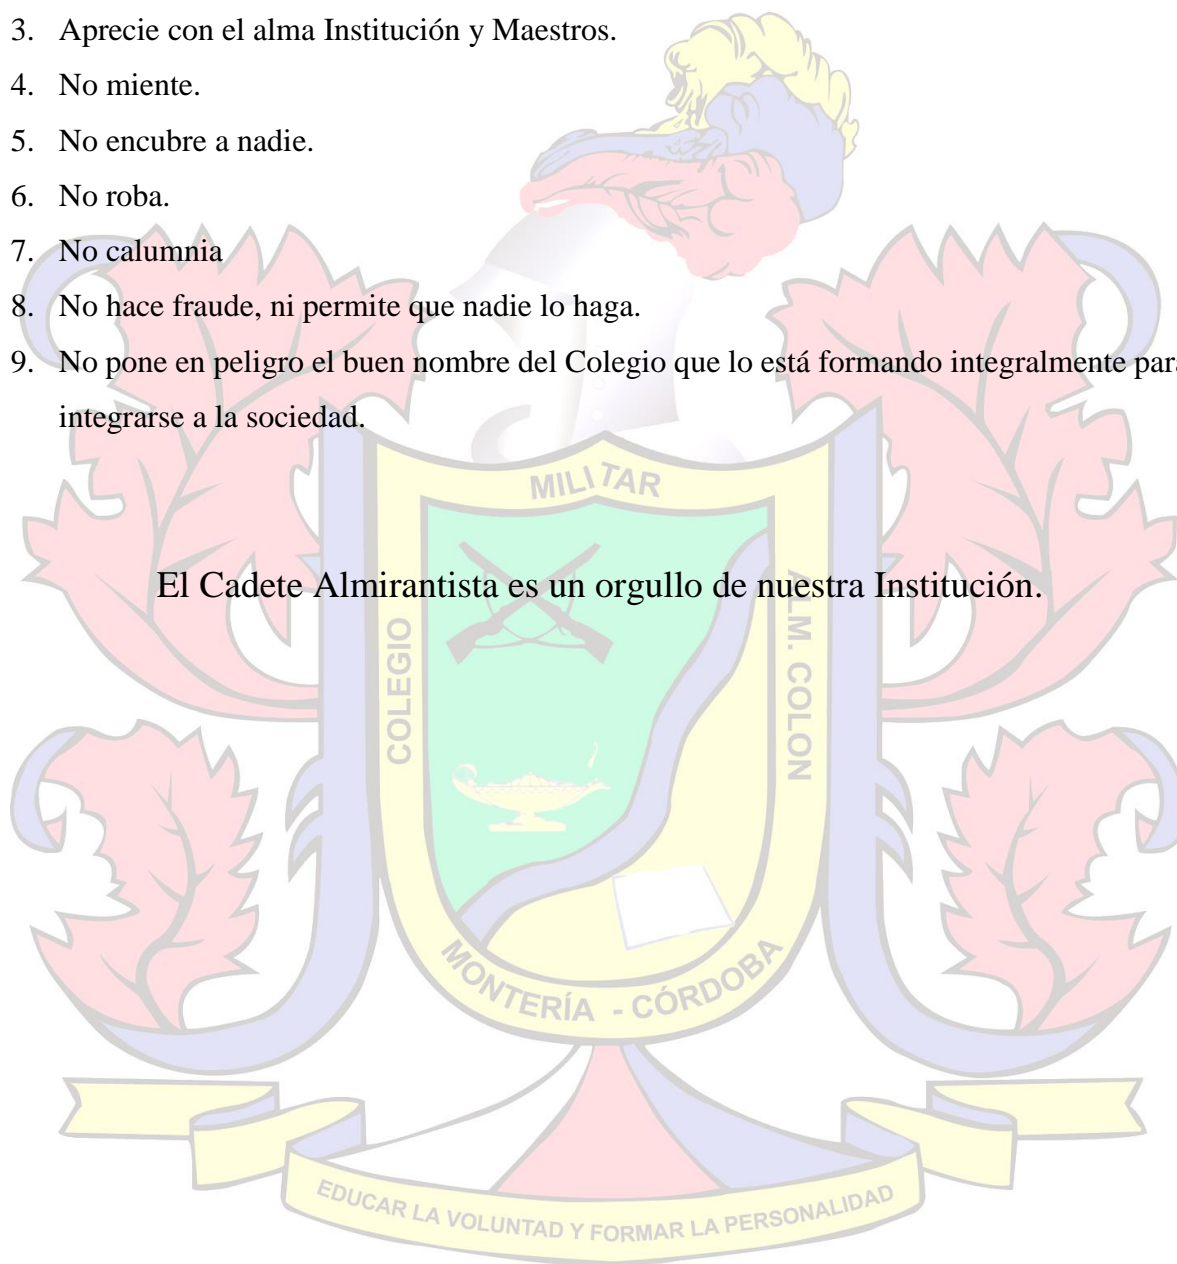 3. Aprecie con el alma Institución y Maestros.
4. No miente.
5. No encubre a nadie.
6. No roba.
7. No calumnia
8. No hace fraude, ni permite que nadie lo haga.
9. No pone en peligro el buen nombre del Colegio que lo está formando integralmente para
integrarse a la sociedad.
MILITAR
El Cadete Almirantista es un orgullo de nuestra Institución.
COLEGIO
ALM. COLON
MONTERÍA - CÓRDOBA
EDUCAR LA VOLUNTAD Y FORMAR LA PERSONALIDAD